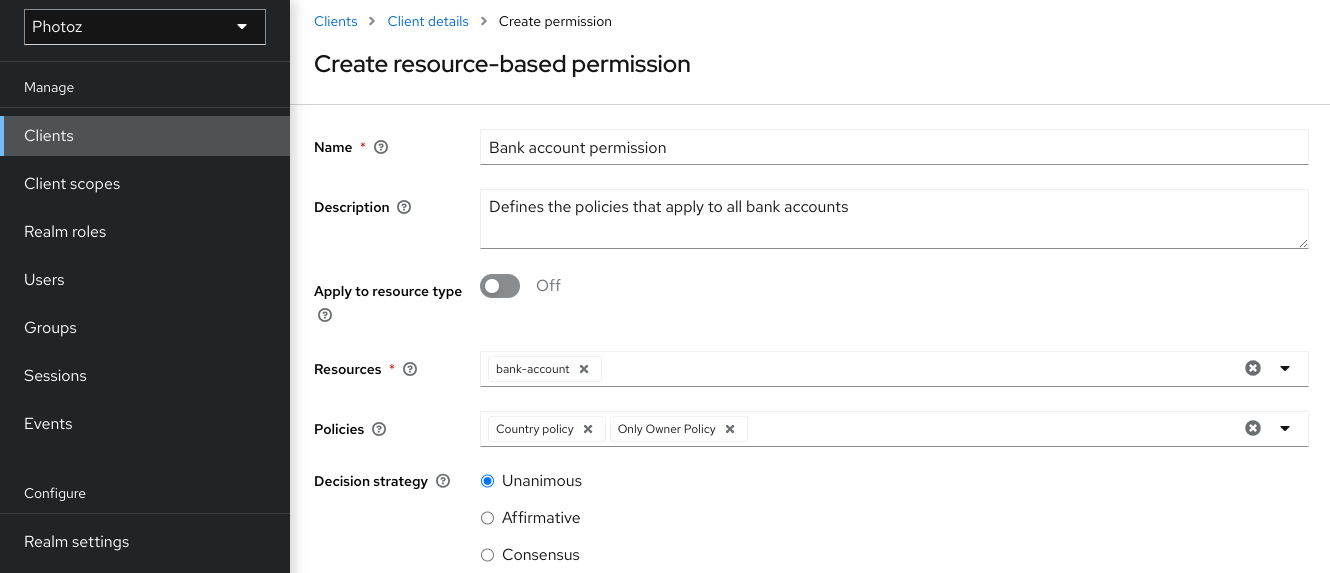 Photoz
Manage
Clients
Client scopes
Realm roles
Users
Groups
Sessions
Events
Configure
Realm settings
Clients > Client details > Create permission
Create resource-based permission
Name * Bank account permission
Description Defines the policies that apply to all bank accounts
Apply to resource type Off
Resources * bank-account
Policies Country policy Only Owner Policy
Decision strategy Unanimous
Affirmative
Consensus